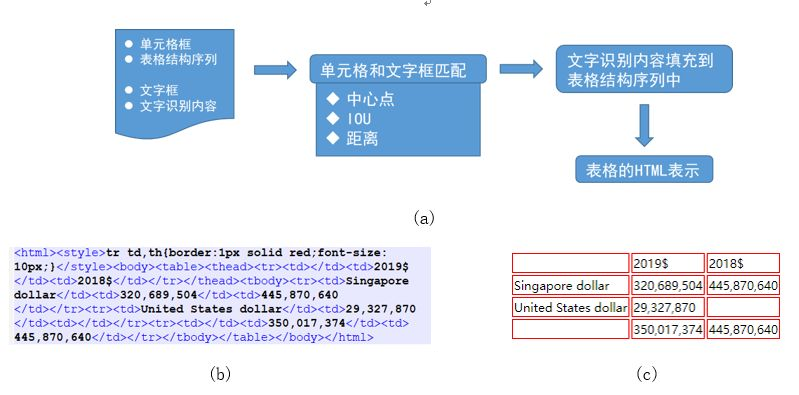 ● 单元格框
● 表格结构序列
● 文字框
● 文字识别内容
单元格和文字框匹配
◆ 中心点
◆ IOU
◆ 距离
文字识别内容填充到
表格结构序列中
表格的HTML表示
(a)
<html><style>tr td,th{border:1px solid red;font-size:
10px;}</style><body><table><thead><tr><td></td><td>2019$
</td><td>2018$</td></tr></thead><tbody><tr><td>Singapore
dollar</td><td>320,689,504</td><td>445,870,640
</td></tr><tr><td>United States dollar</td><td>29,327,870
</td><td></td></tr><tr><td></td><td>350,017,374</td><td>
445,870,640</td></tr></tbody></table></body></html>
(b)
2019$ 2018$
Singapore dollar 320,689,504 445,870,640
United States dollar 29,327,870
350,017,374 445,870,640
(c)